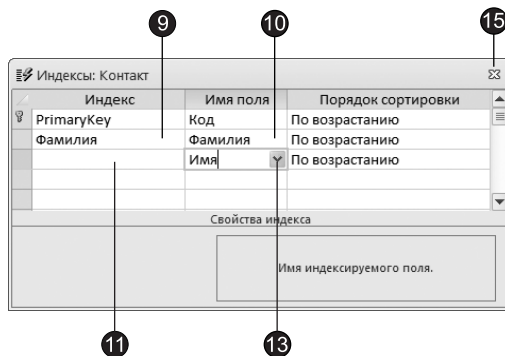 9 10 15
Индексы: Контакт
Индекс Имя поля Порядок сортировки
PrimaryKey Код По возрастанию
Фамилия Фамилия По возрастанию
Имя По возрастанию
Свойства индекса
Имя индексируемого поля.
11 13